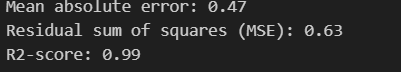 Mean absolute error: 0.47
Residual sum of squares (MSE): 0.63
R2-score: 0.99